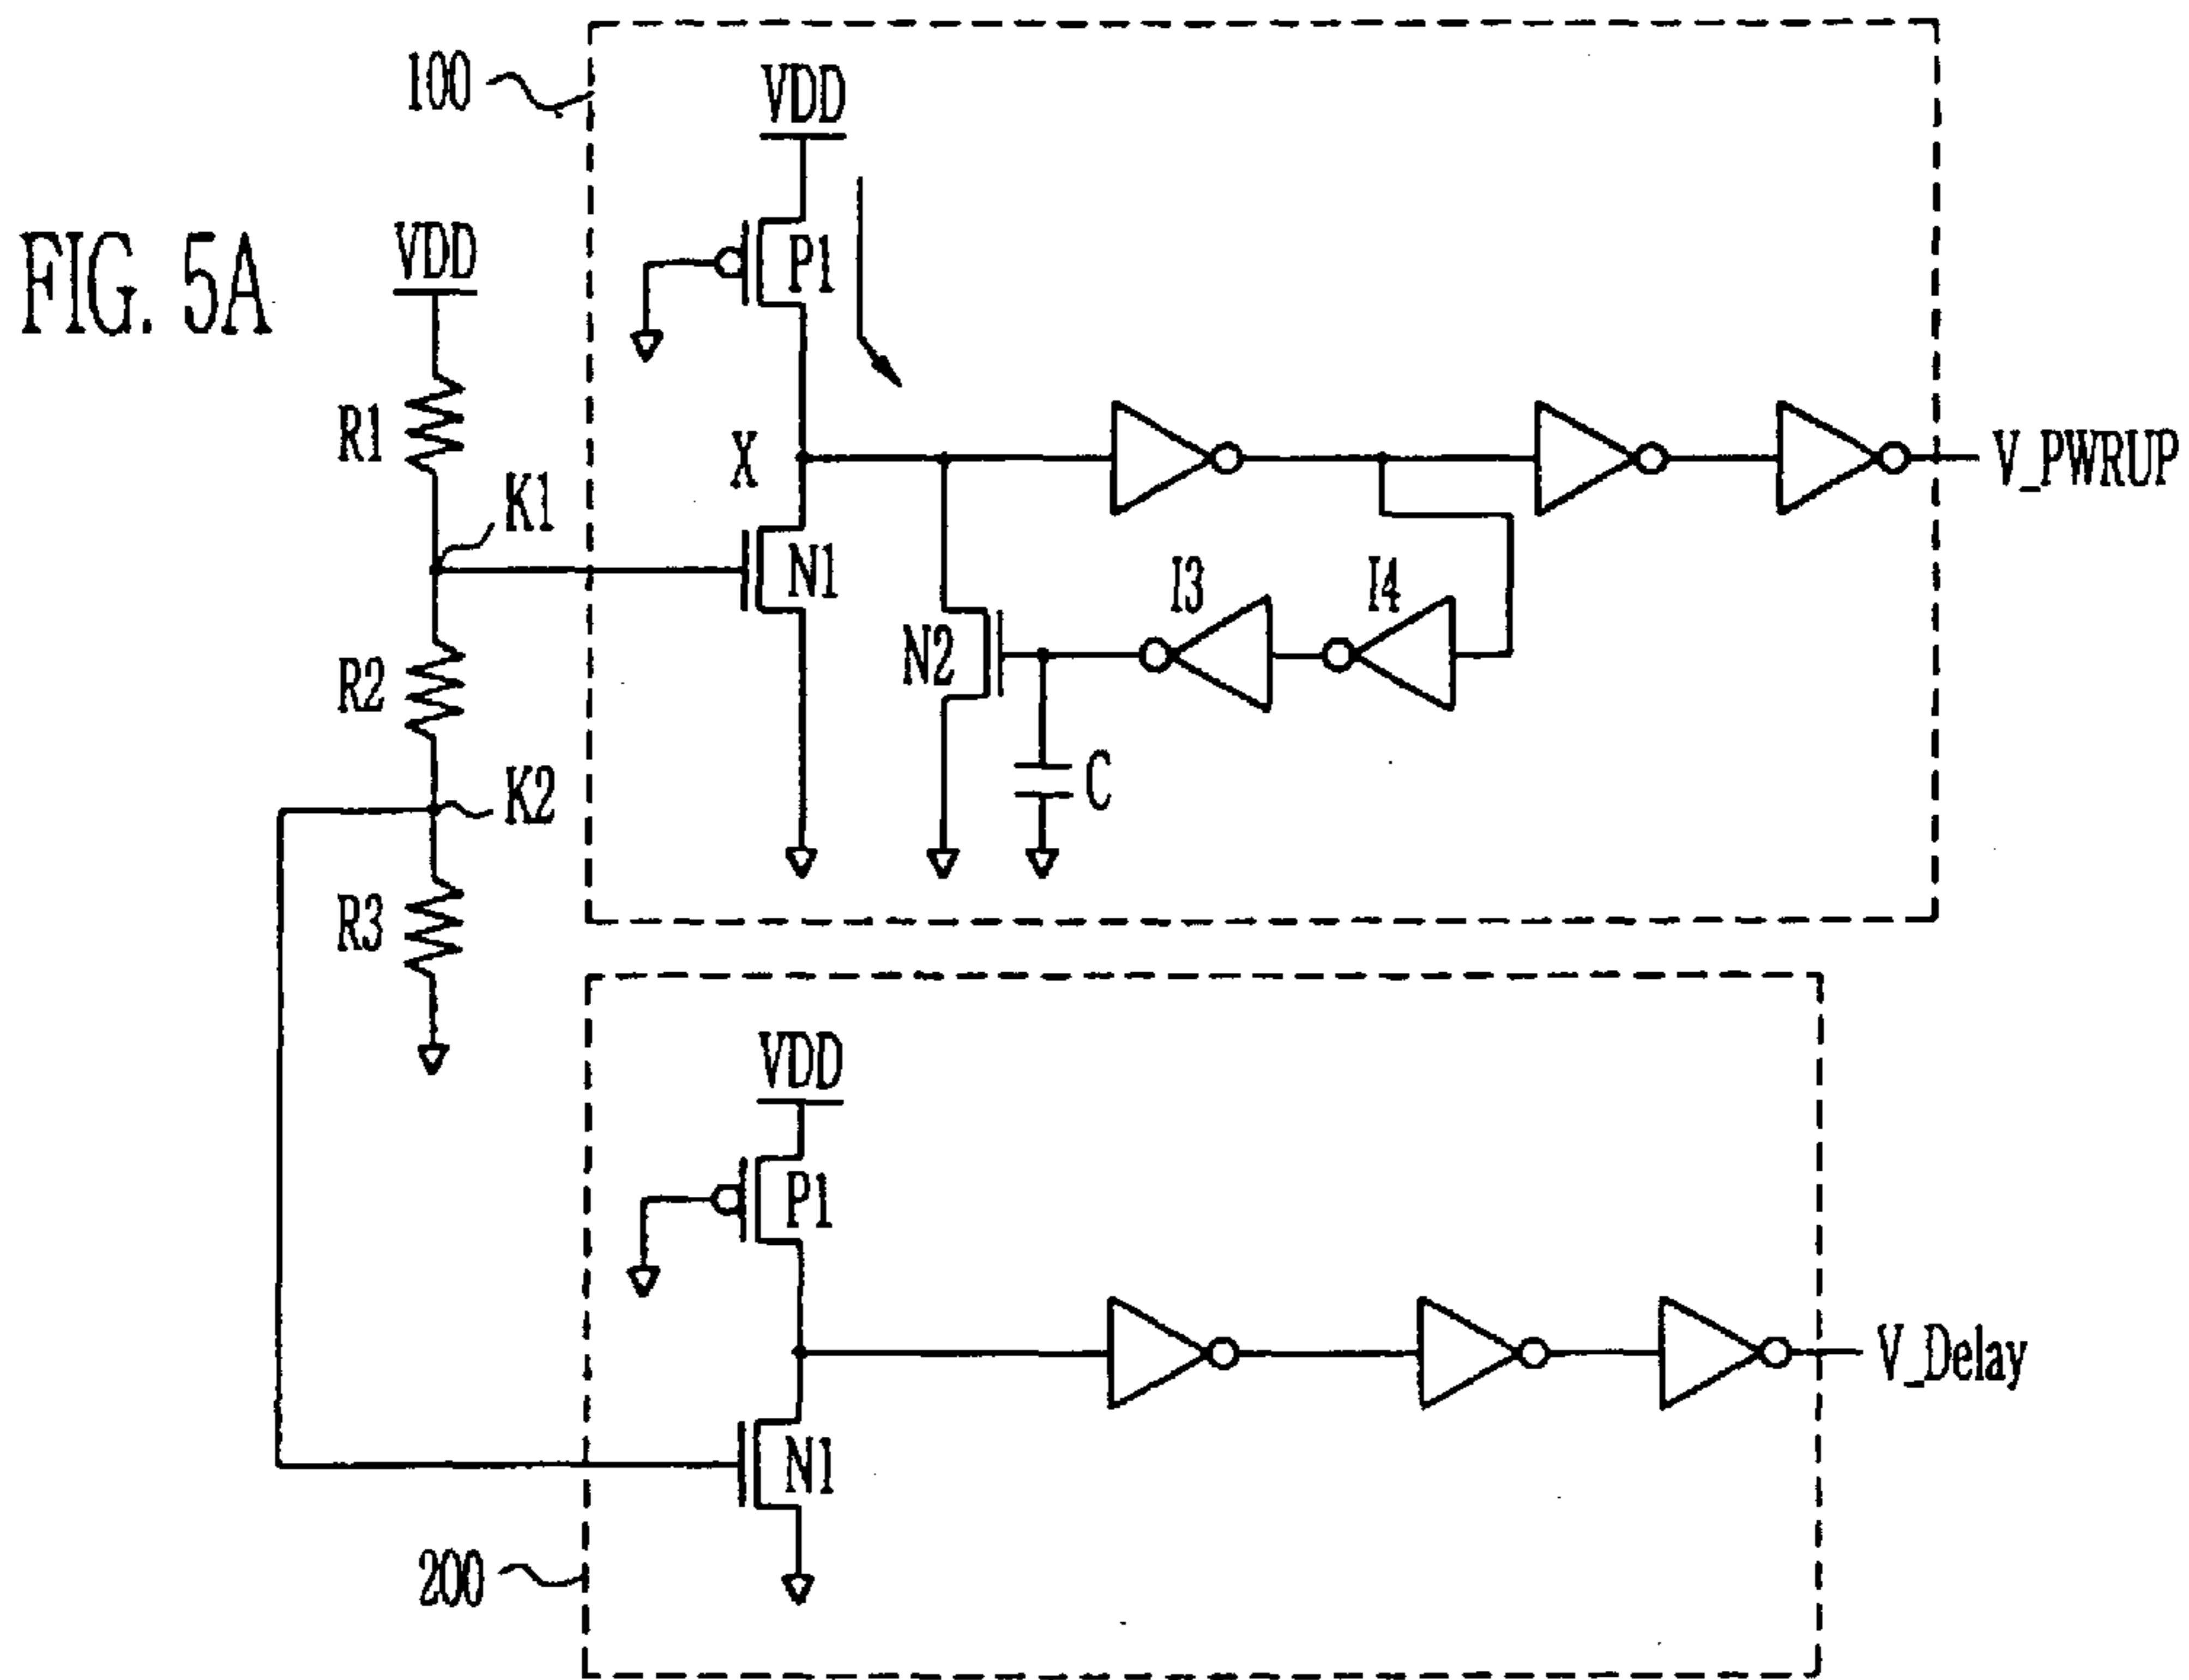 FIG. 5A
100
VDD
P1
VDD
R1
X
V_PWRUP
K1
N1
I3
I4
R2
N2
K2
C
R3
VDD
P1
V_Delay
N1
200